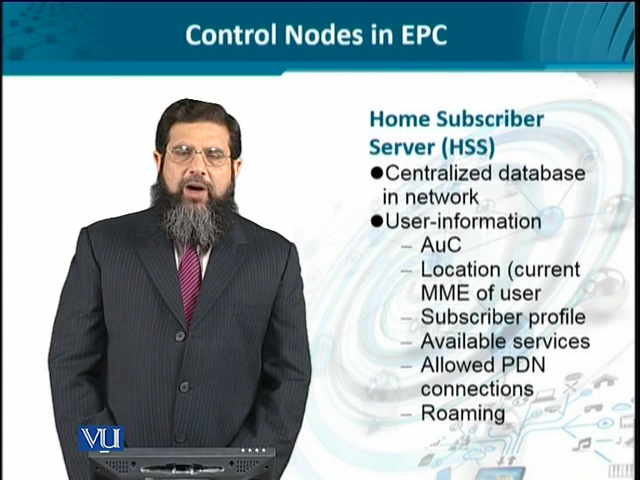 Control Nodes in EPC
Home Subscriber
Server (HSS)
●Centralized database
in network
●User-information
– AuC
– Location (current
MME of user
– Subscriber profile
– Available services
– Allowed PDN
connections
– Roaming
VU